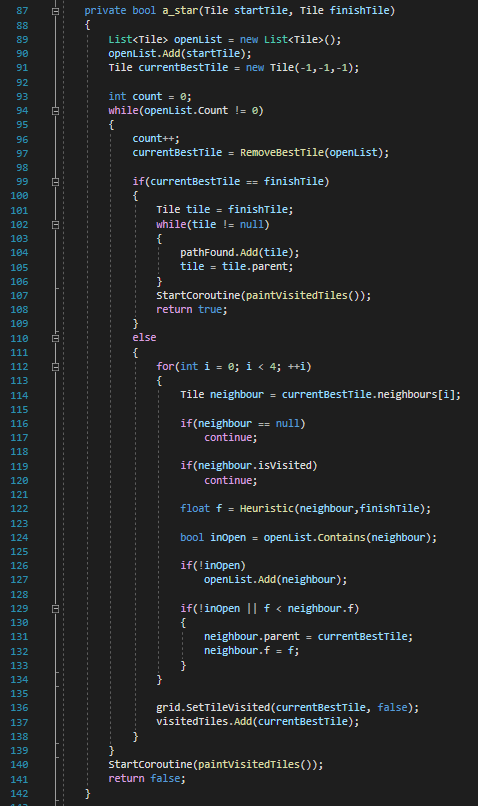 87 private bool a_star(Tile startTile, Tile finishTile)
88 {
89 List<Tile> openList = new List<Tile>();
90 openList.Add(startTile);
91 Tile currentBestTile = new Tile(-1,-1,-1);
92
93 int count = 0;
94 while(openList.Count != 0)
95 {
96 count++;
97 currentBestTile = RemoveBestTile(openList);
98
99 if(currentBestTile == finishTile)
100 {
101 Tile tile = finishTile;
102 while(tile != null)
103 {
104 pathFound.Add(tile);
105 tile = tile.parent;
106 }
107 StartCoroutine(paintVisitedTiles());
108 return true;
109 }
110 else
111 {
112 for(int i = 0; i < 4; ++i)
113 {
114 Tile neighbour = currentBestTile.neighbours[i];
115
116 if(neighbour == null)
117 continue;
118
119 if(neighbour.isVisited)
120 continue;
121
122 float f = Heuristic(neighbour,finishTile);
123
124 bool inOpen = openList.Contains(neighbour);
125
126 if(!inOpen)
127 openList.Add(neighbour);
128
129 if(!inOpen || f < neighbour.f)
130 {
131 neighbour.parent = currentBestTile;
132 neighbour.f = f;
133 }
134 }
135
136 grid.SetTileVisited(currentBestTile, false);
137 visitedTiles.Add(currentBestTile);
138 }
139 }
140 StartCoroutine(paintVisitedTiles());
141 return false;
142 }